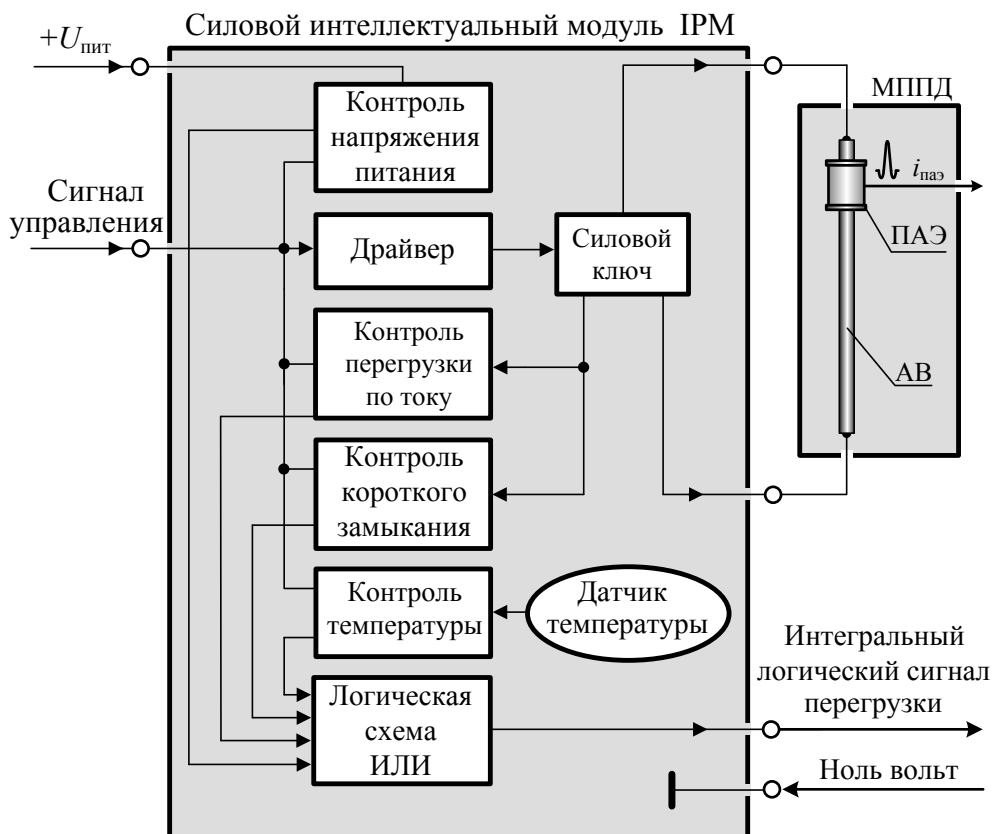 Силовой интеллектуальный модуль IPM
+Uпит
Контроль
напряжения
питания
МППД
iпаэ
ПАЭ
АВ
Сигнал
управления
Драйвер
Силовой
ключ
Контроль
перегрузки
по току
Контроль
короткого
замыкания
Контроль
температуры
Датчик
температуры
Логическая
схема
ИЛИ
Интегральный
логический сигнал
перегрузки
Ноль вольт